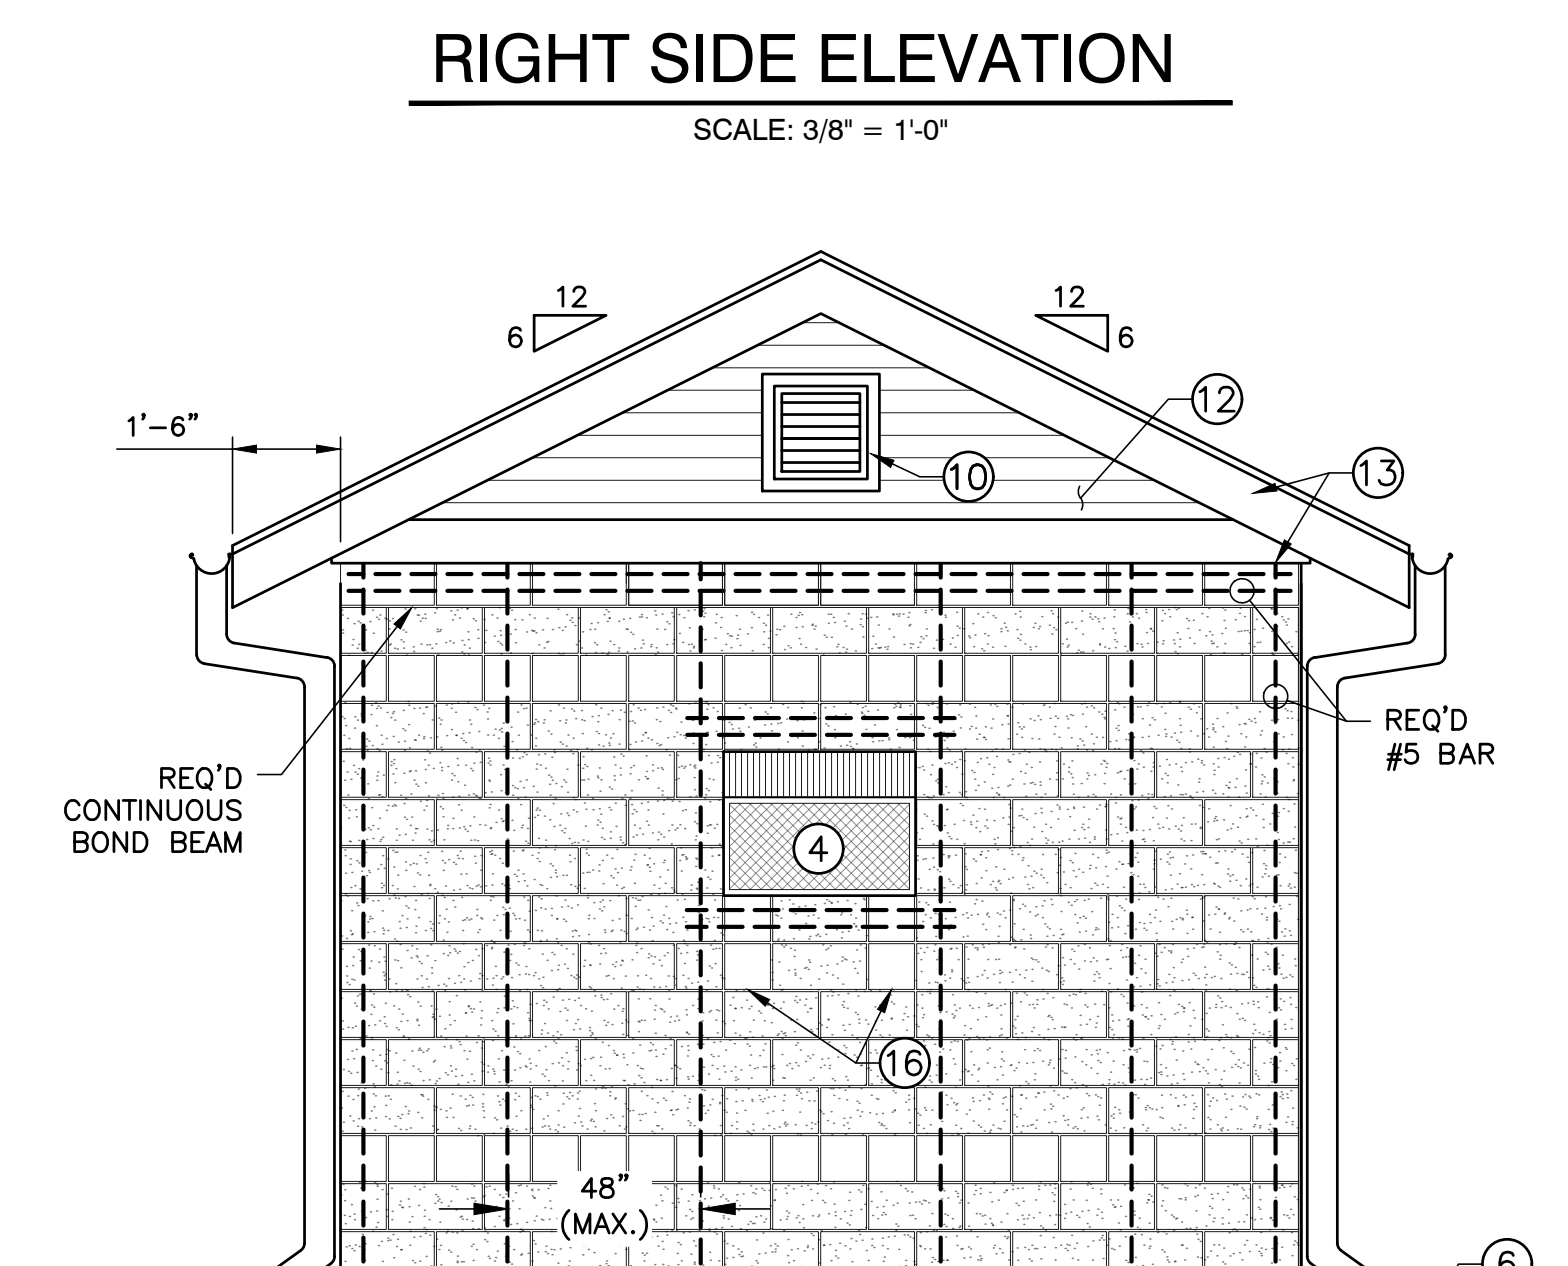 RIGHT SIDE ELEVATION
SCALE: 3/8" = 1'-0"
12
6
12
6
1'-6"
12
13
10
REQ'D
#5 BAR
REQ'D
CONTINUOUS
BOND BEAM
4
16
48"
(MAX.)
6